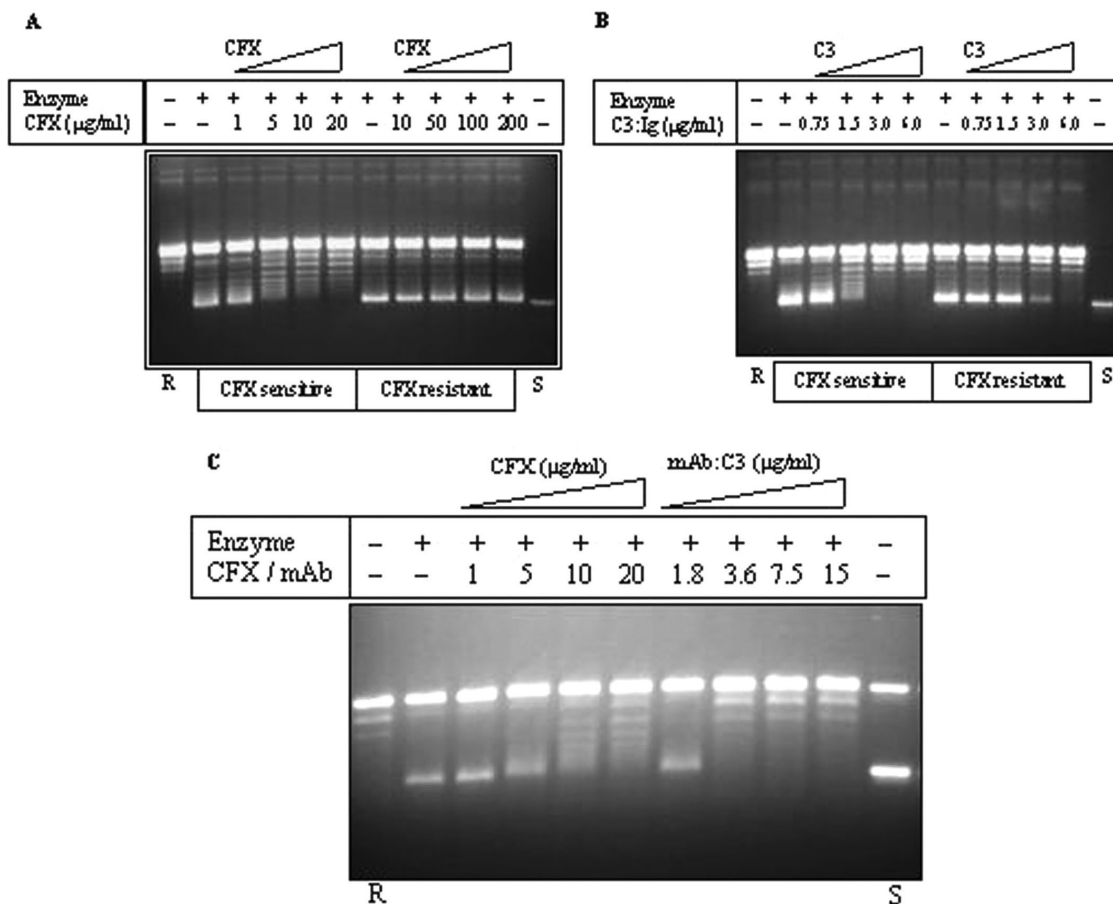 A
CFX CFX
Enzyme – + + + + + + + + + + –
CFX (µg/ml) – – 1 5 10 20 – 10 50 100 200 –
R CFX sensitive CFX resistant S
B
C3 C3
Enzyme – + + + + + + + + + + –
C3:Ig (µg/ml) – – 0.75 1.5 3.0 6.0 – 0.75 1.5 3.0 6.0 –
R CFX sensitive CFX resistant S
C
CFX (µg/ml) mAb:C3 (µg/ml)
Enzyme – + + + + + + + + + –
CFX / mAb – – 1 5 10 20 1.8 3.6 7.5 15 –
R S